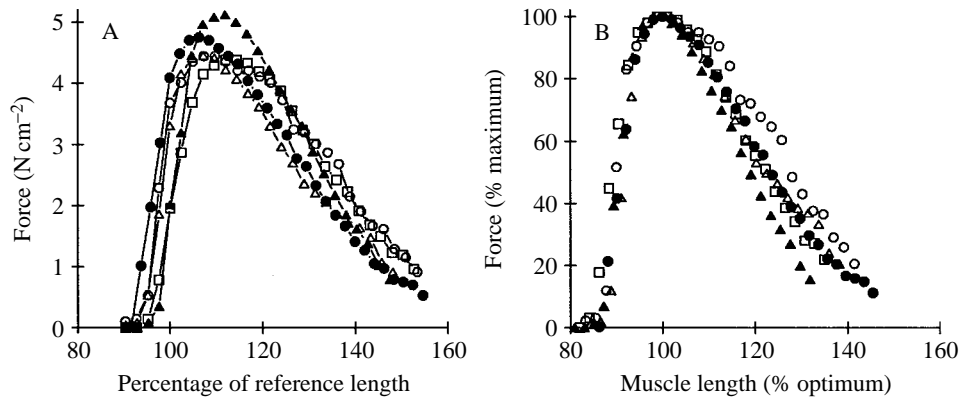 A
Force (N cm⁻²)
5
4
3
2
1
0
80 100 120 140 160
Percentage of reference length
B
Force (% maximum)
100
80
60
40
20
0
80 100 120 140 160
Muscle length (% optimum)